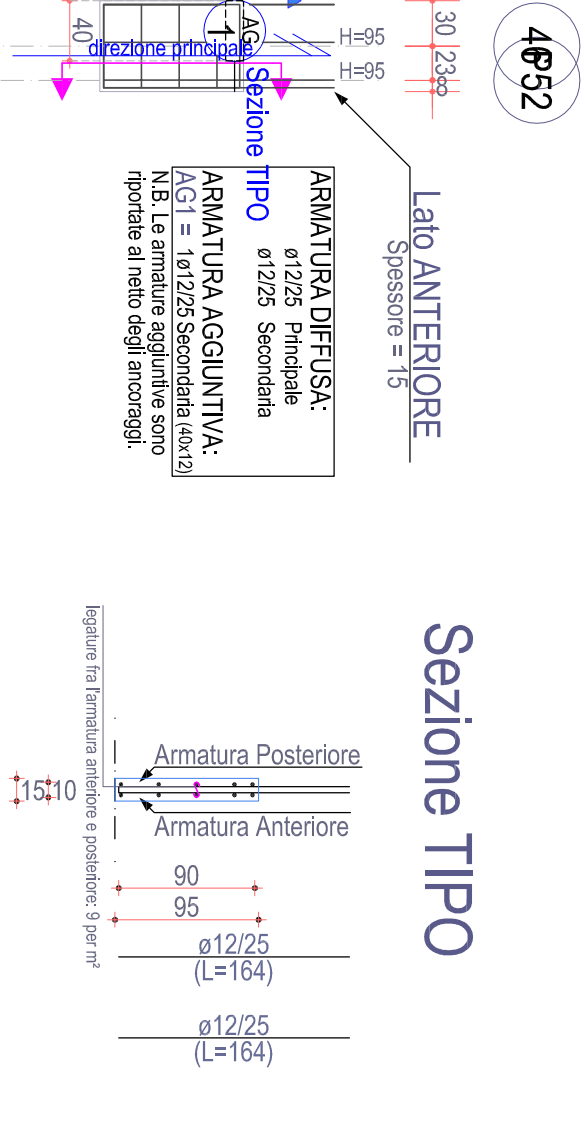 40
direzione principale
AG
1
H=95
H=95
30
23
8
P52
Sezione TIPO
Lato ANTERIORE
Spessore = 15
ARMATURA DIFFUSA:
ø12/25 Principale
ø12/25 Secondaria
ARMATURA AGGIUNTIVA:
AG1 = 1ø12/25 Secondaria (40x12)
N.B. Le armature aggiuntive sono
riportate al netto degli ancoraggi.
Sezione TIPO
legature fra l'armatura anteriore e posteriore: 9 per m²
Armatura Posteriore
15
10
Armatura Anteriore
90
95
ø12/25
(L=164)
ø12/25
(L=164)